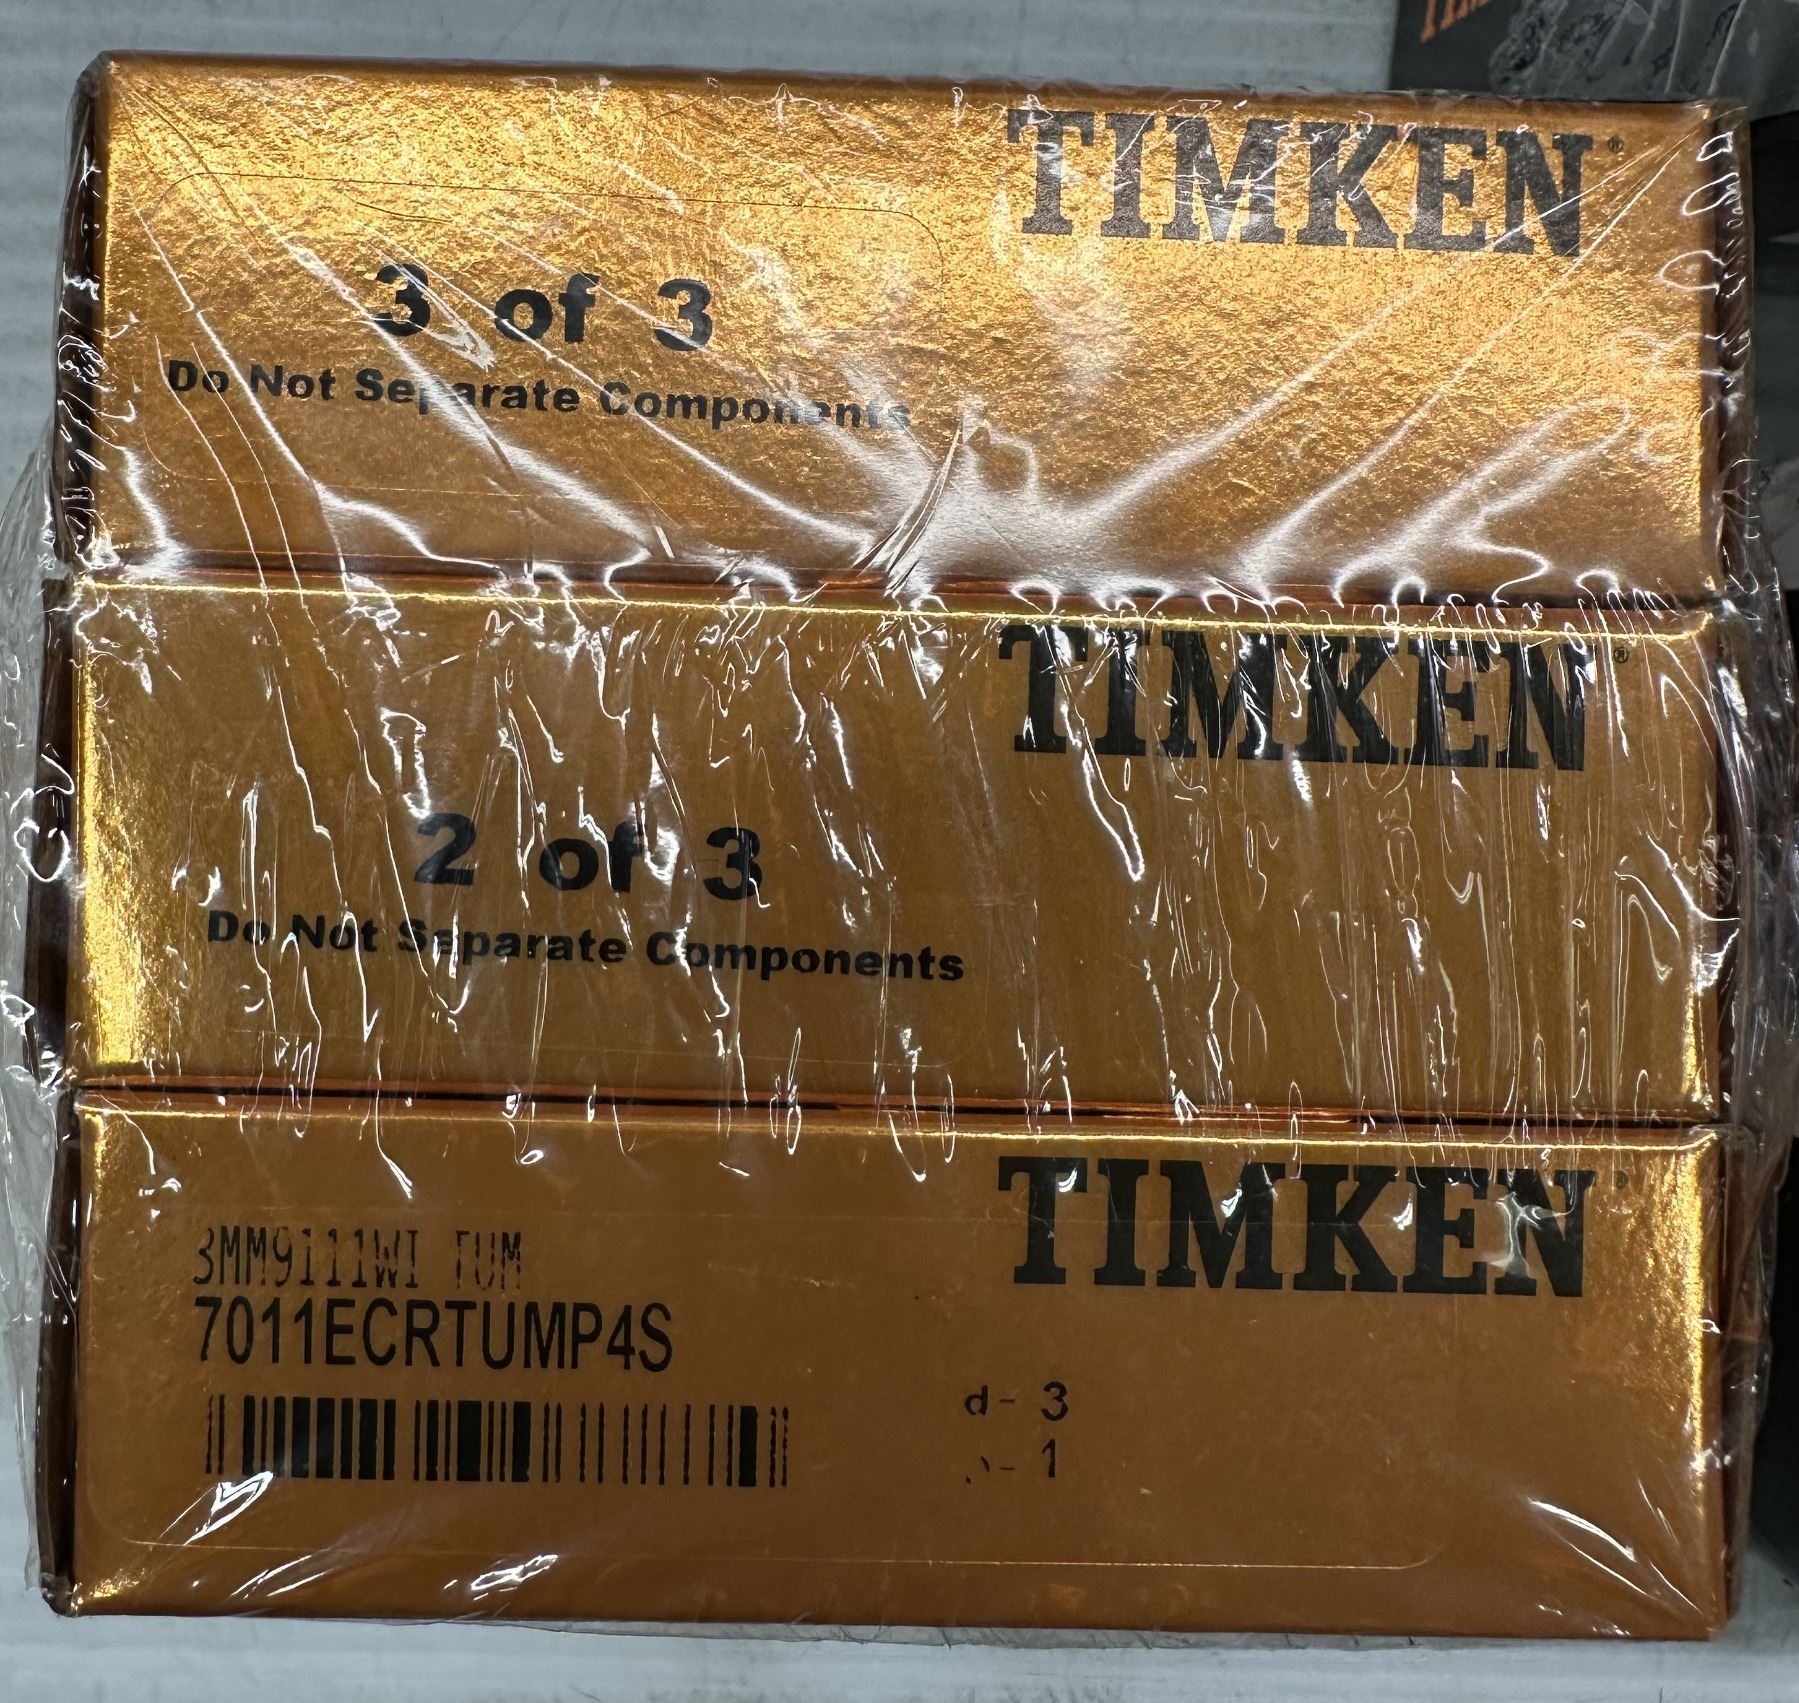 TIMKEN®
3 of 3
Do Not Separate Components
TIMKEN®
2 of 3
Do Not Separate Components
TIMKEN
3MM9111WI TUM
7011ECRTUMP4S
d- 3
- 1